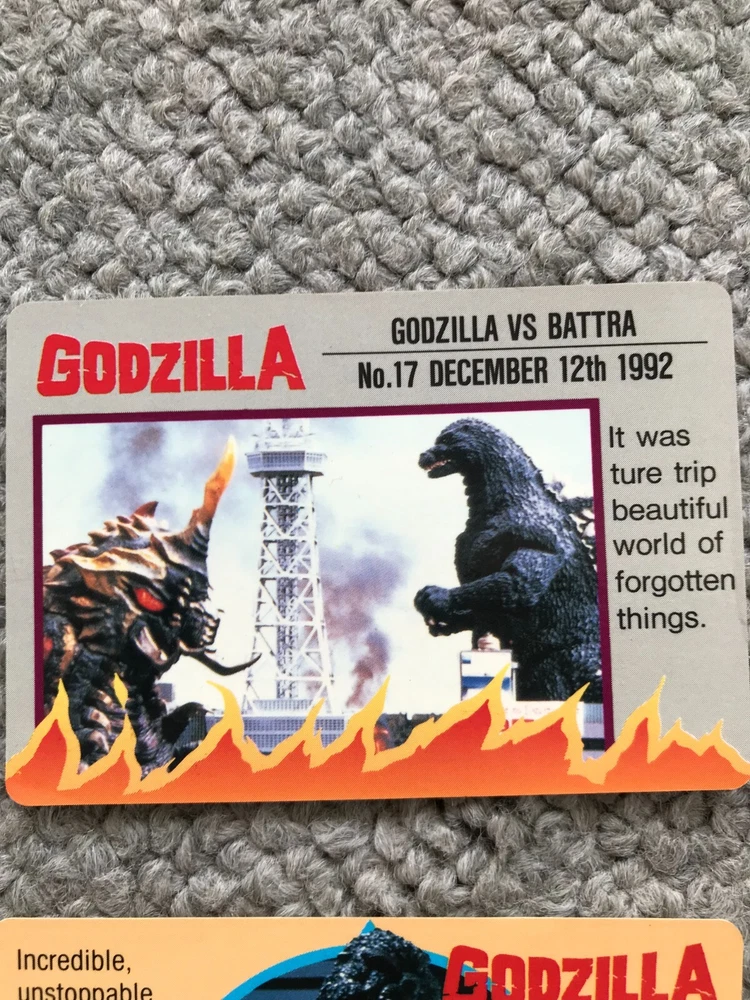 GODZILLA
GODZILLA VS BATTRA
No.17 DECEMBER 12th 1992
It was
ture trip
beautiful
world of
forgotten
things.
Incredible,
unstoppable
GODZILLA